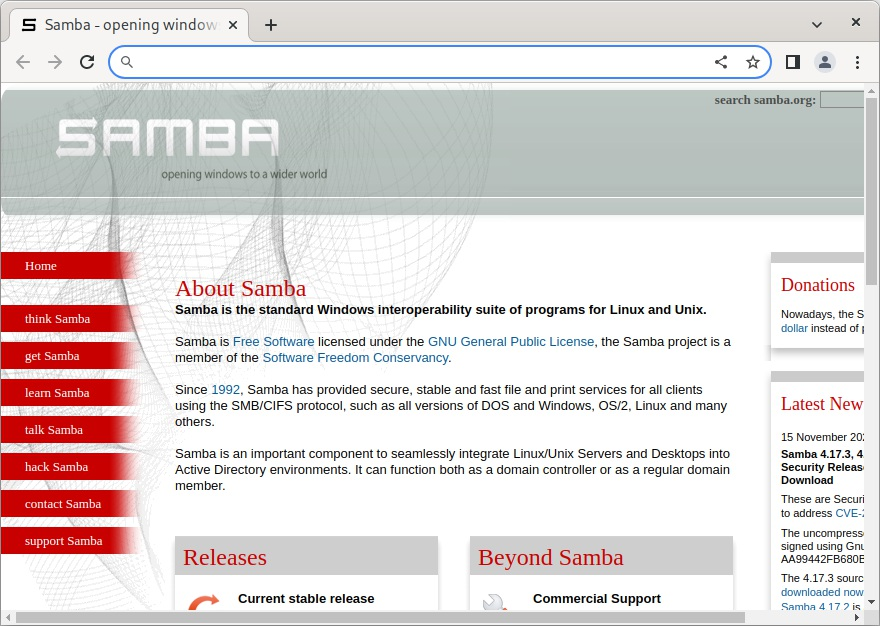 Samba - opening window
search samba.org:
SAMBA
opening windows to a wider world
Home
think Samba
get Samba
learn Samba
talk Samba
hack Samba
contact Samba
support Samba
About Samba
Samba is the standard Windows interoperability suite of programs for Linux and Unix.
Samba is Free Software licensed under the GNU General Public License, the Samba project is a
member of the Software Freedom Conservancy.
Since 1992, Samba has provided secure, stable and fast file and print services for all clients
using the SMB/CIFS protocol, such as all versions of DOS and Windows, OS/2, Linux and many
others.
Samba is an important component to seamlessly integrate Linux/Unix Servers and Desktops into
Active Directory environments. It can function both as a domain controller or as a regular domain
member.
Releases
Current stable release
Beyond Samba
Commercial Support
Donations
Nowadays, the S
dollar instead of
Latest New
15 November 202
Samba 4.17.3, 4.
Security Release
Download
These are Securi
to address CVE-2
The uncompresse
signed using Gnu
AA99442FB680B
The 4.17.3 sourc
downloaded now
Samba 4.17.2 is